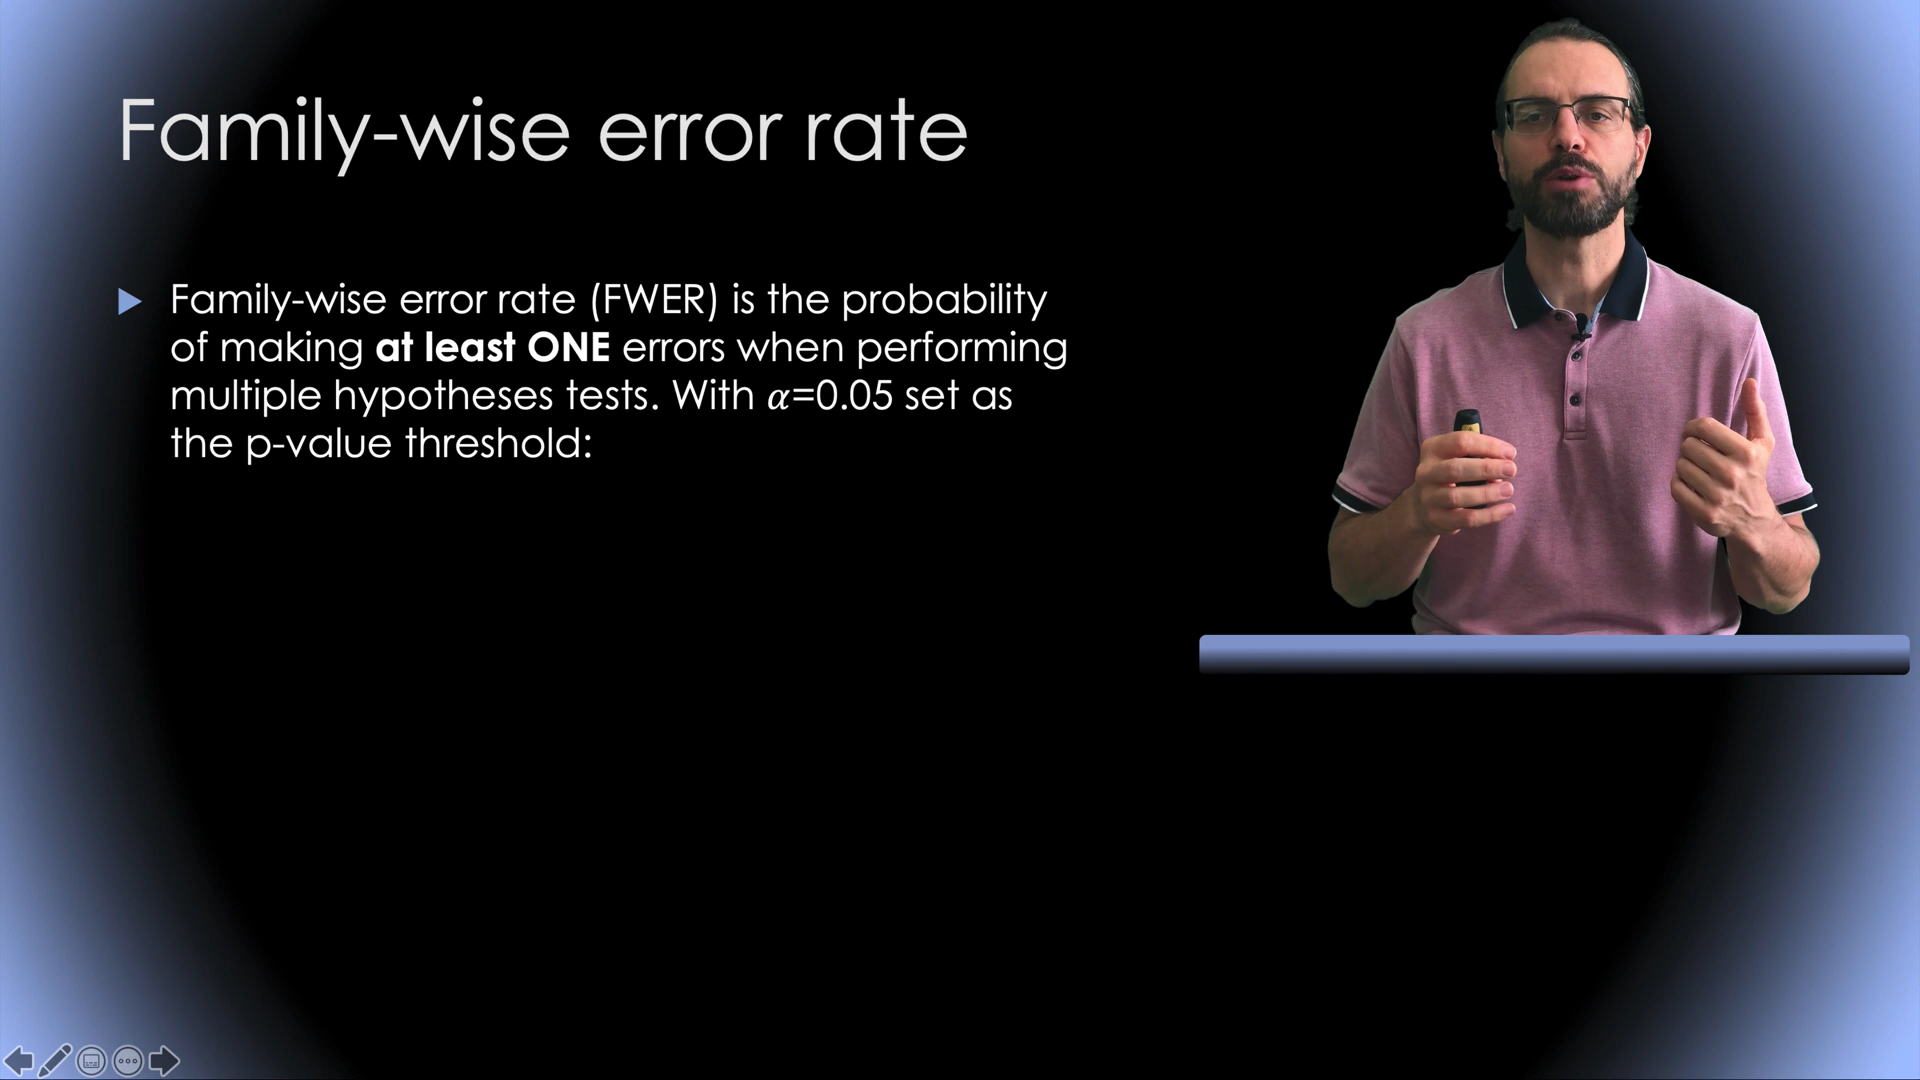 Family-wise error rate
Family-wise error rate (FWER) is the probability
of making at least ONE errors when performing
multiple hypotheses tests. With 𝛼=0.05 set as
the p-value threshold: